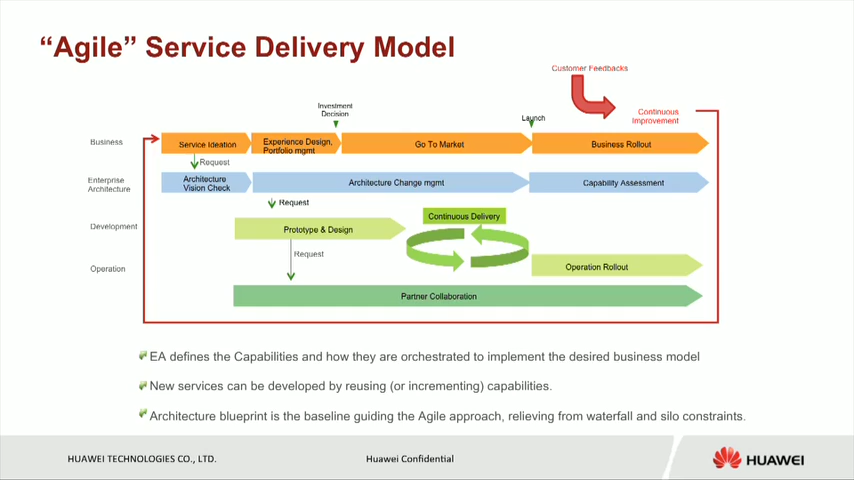 “Agile” Service Delivery Model
Customer Feedbacks
Investment
Decision
Launch
Continuous
Improvement
Business
Service Ideation
Experience Design,
Portfolio mgmt
Go To Market
Business Rollout
Request
Enterprise
Architecture
Architecture
Vision Check
Architecture Change mgmt
Capability Assessment
Request
Continuous Delivery
Development
Prototype & Design
Request
Operation
Operation Rollout
Partner Collaboration
EA defines the Capabilities and how they are orchestrated to implement the desired business model
New services can be developed by reusing (or incrementing) capabilities.
Architecture blueprint is the baseline guiding the Agile approach, relieving from waterfall and silo constraints.
HUAWEI TECHNOLOGIES CO., LTD.
Huawei Confidential
HUAWEI